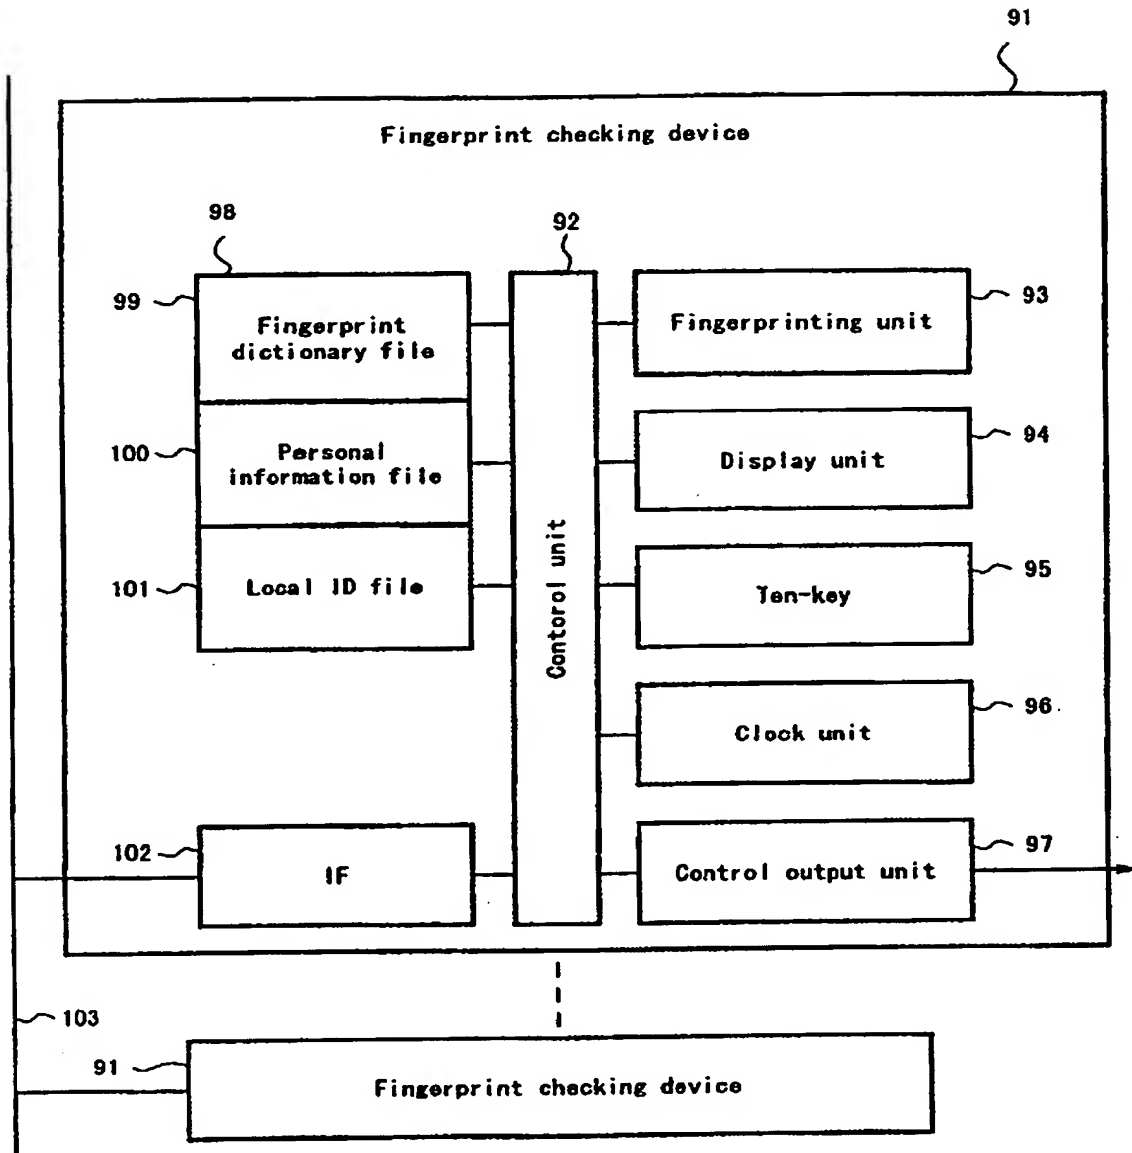 91
Fingerprint checking device
98
92
99
Fingerprint
dictionary file
Fingerprinting unit
93
100
Personal
information file
Display unit
94
101
Local ID file
Contorol unit
Ten-key
95
Clock unit
96
102
IF
Control output unit
97
103
91
Fingerprint checking device